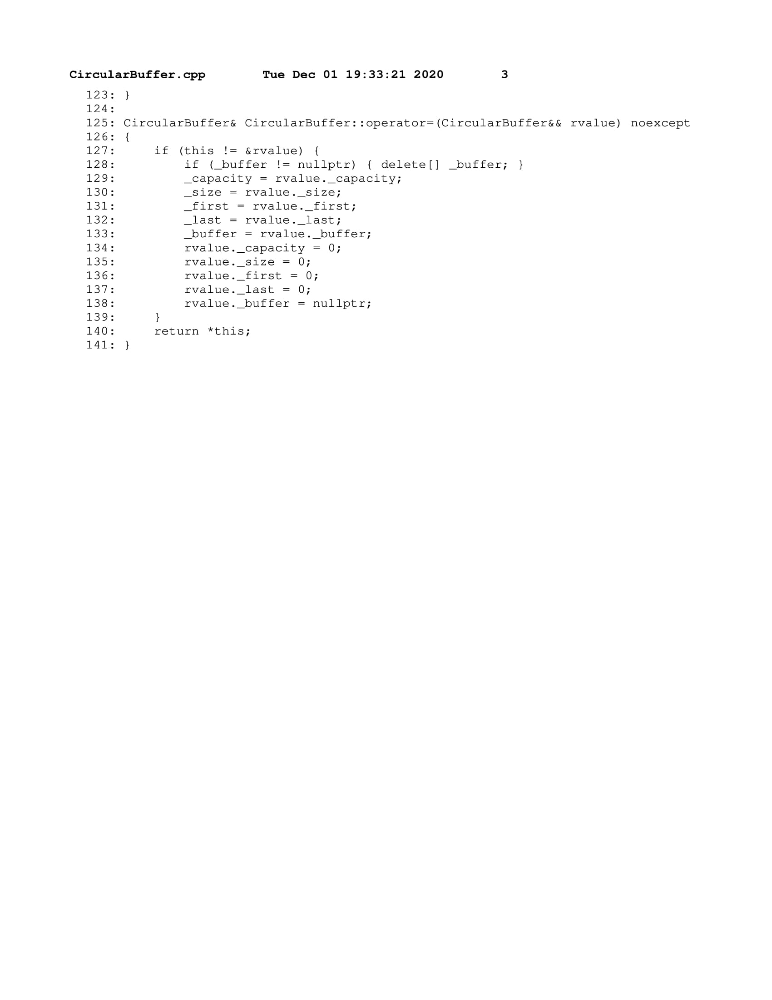 CircularBuffer.cpp        Tue Dec 01 19:33:21 2020        3
123: }
124:
125: CircularBuffer& CircularBuffer::operator=(CircularBuffer&& rvalue) noexcept
126: {
127:     if (this != &rvalue) {
128:         if (_buffer != nullptr) { delete[] _buffer; }
129:         _capacity = rvalue._capacity;
130:         _size = rvalue._size;
131:         _first = rvalue._first;
132:         _last = rvalue._last;
133:         _buffer = rvalue._buffer;
134:         rvalue._capacity = 0;
135:         rvalue._size = 0;
136:         rvalue._first = 0;
137:         rvalue._last = 0;
138:         rvalue._buffer = nullptr;
139:     }
140:     return *this;
141: }